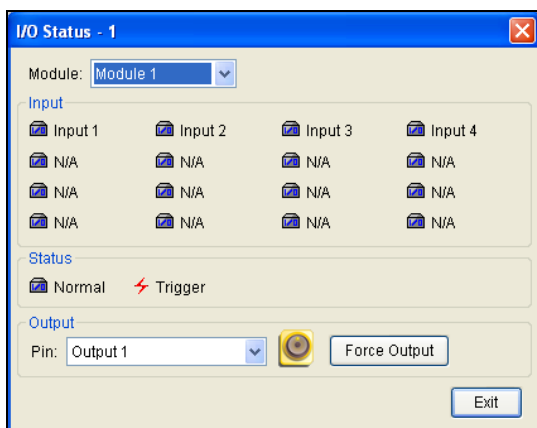 I/O Status - 1
Module: Module 1
Input
Input 1 Input 2 Input 3 Input 4
N/A N/A N/A N/A
N/A N/A N/A N/A
N/A N/A N/A N/A
Status
Normal Trigger
Output
Pin: Output 1 Force Output
Exit